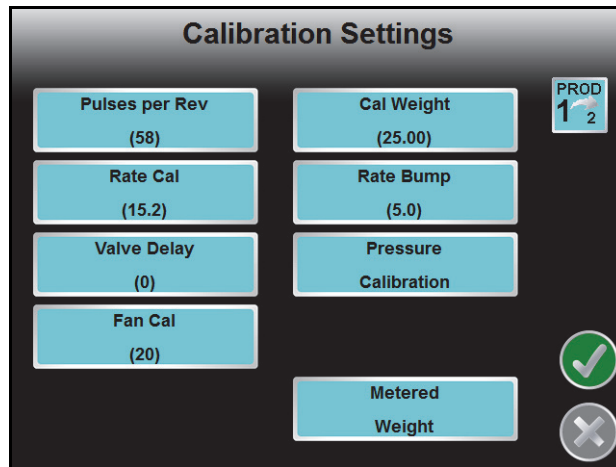 Calibration Settings
Pulses per Rev
(58)
Cal Weight
(25.00)
PROD
1 2
Rate Cal
(15.2)
Rate Bump
(5.0)
Valve Delay
(0)
Pressure
Calibration
Fan Cal
(20)
Metered
Weight